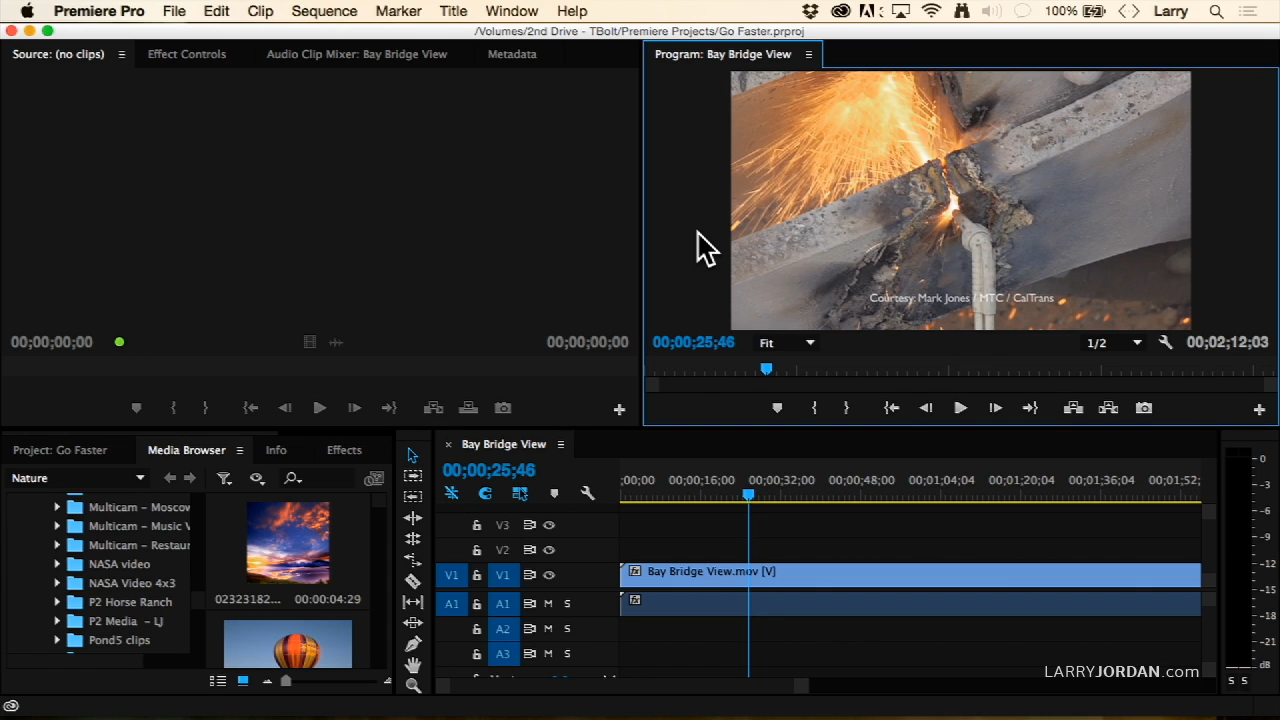 Premiere Pro File Edit Clip Sequence Marker Title Window Help 100% Larry
/Volumes/2nd Drive - TBolt/Premiere Projects/Go Faster.prproj
Source: (no clips) Effect Controls Audio Clip Mixer: Bay Bridge View Metadata
Program: Bay Bridge View
Courtesy: Mark Jones / MTC / CalTrans
00;00;00;00 00;00;00;00
00;00;25;46 Fit 1/2 00;02;12;03
Project: Go Faster Media Browser Info Effects
Nature
Multicam - Moscow
Multicam - Music V
Multicam - Restaur
NASA video
NASA Video 4x3
P2 Horse Ranch
P2 Media - LJ
Pond5 clips
02323182... 00:00:04:29
× Bay Bridge View
00;00;25;46
;00;00 00;00;16;00 00;00;32;00 00;00;48;00 00;01;04;04 00;01;20;04 00;01;36;04 00;01;52;
V3
V2
V1 V1 Bay Bridge View.mov [V]
A1 A1 M S
A2 M S
A3 M S
0
-3
-6
-9
-12
-15
-18
-21
dB
S S
LARRYJORDAN.com